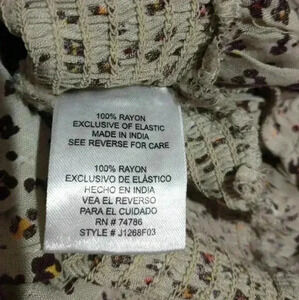 100% RAYON
EXCLUSIVE OF ELASTIC
MADE IN INDIA
SEE REVERSE FOR CARE
100% RAYON
EXCLUSIVO DE ELÁSTICO
HECHO EN INDIA
VEA EL REVERSO
PARA EL CUIDADO
RN # 74786
STYLE # J1268F03